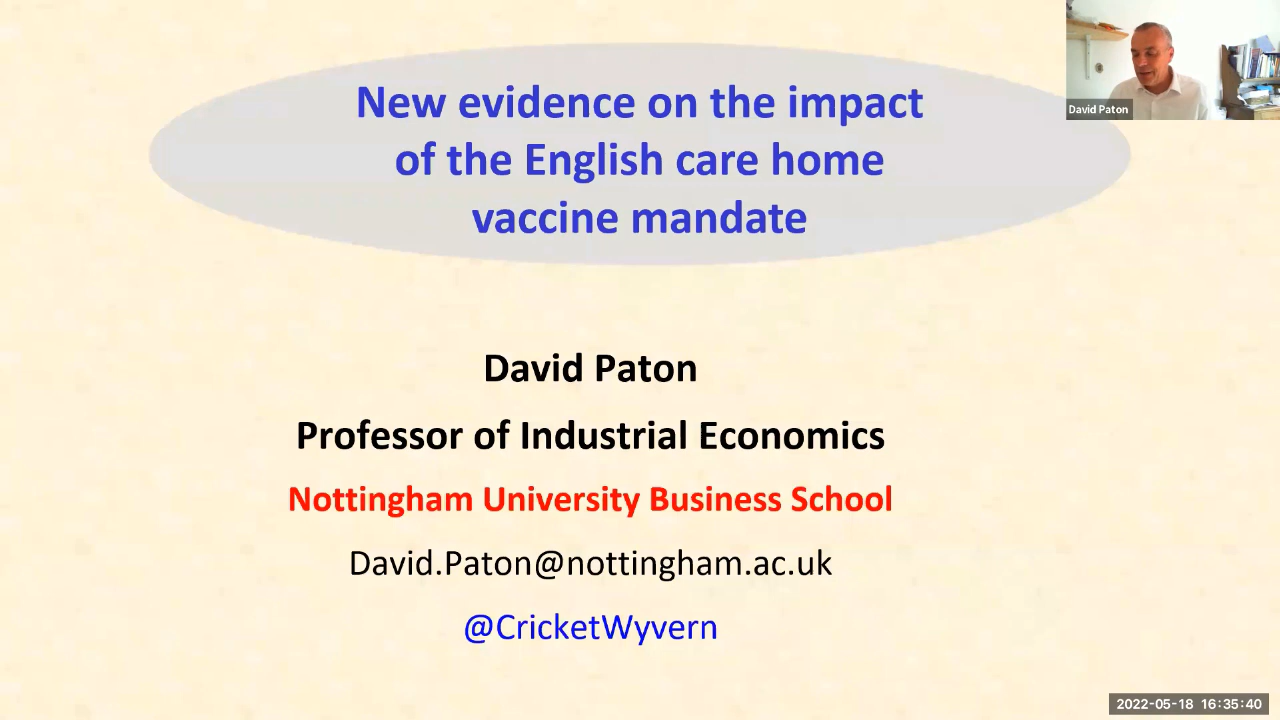 New evidence on the impact
of the English care home
vaccine mandate
David Paton
David Paton
Professor of Industrial Economics
Nottingham University Business School
David.Paton@nottingham.ac.uk
@CricketWyvern
2022-05-18 16:35:40